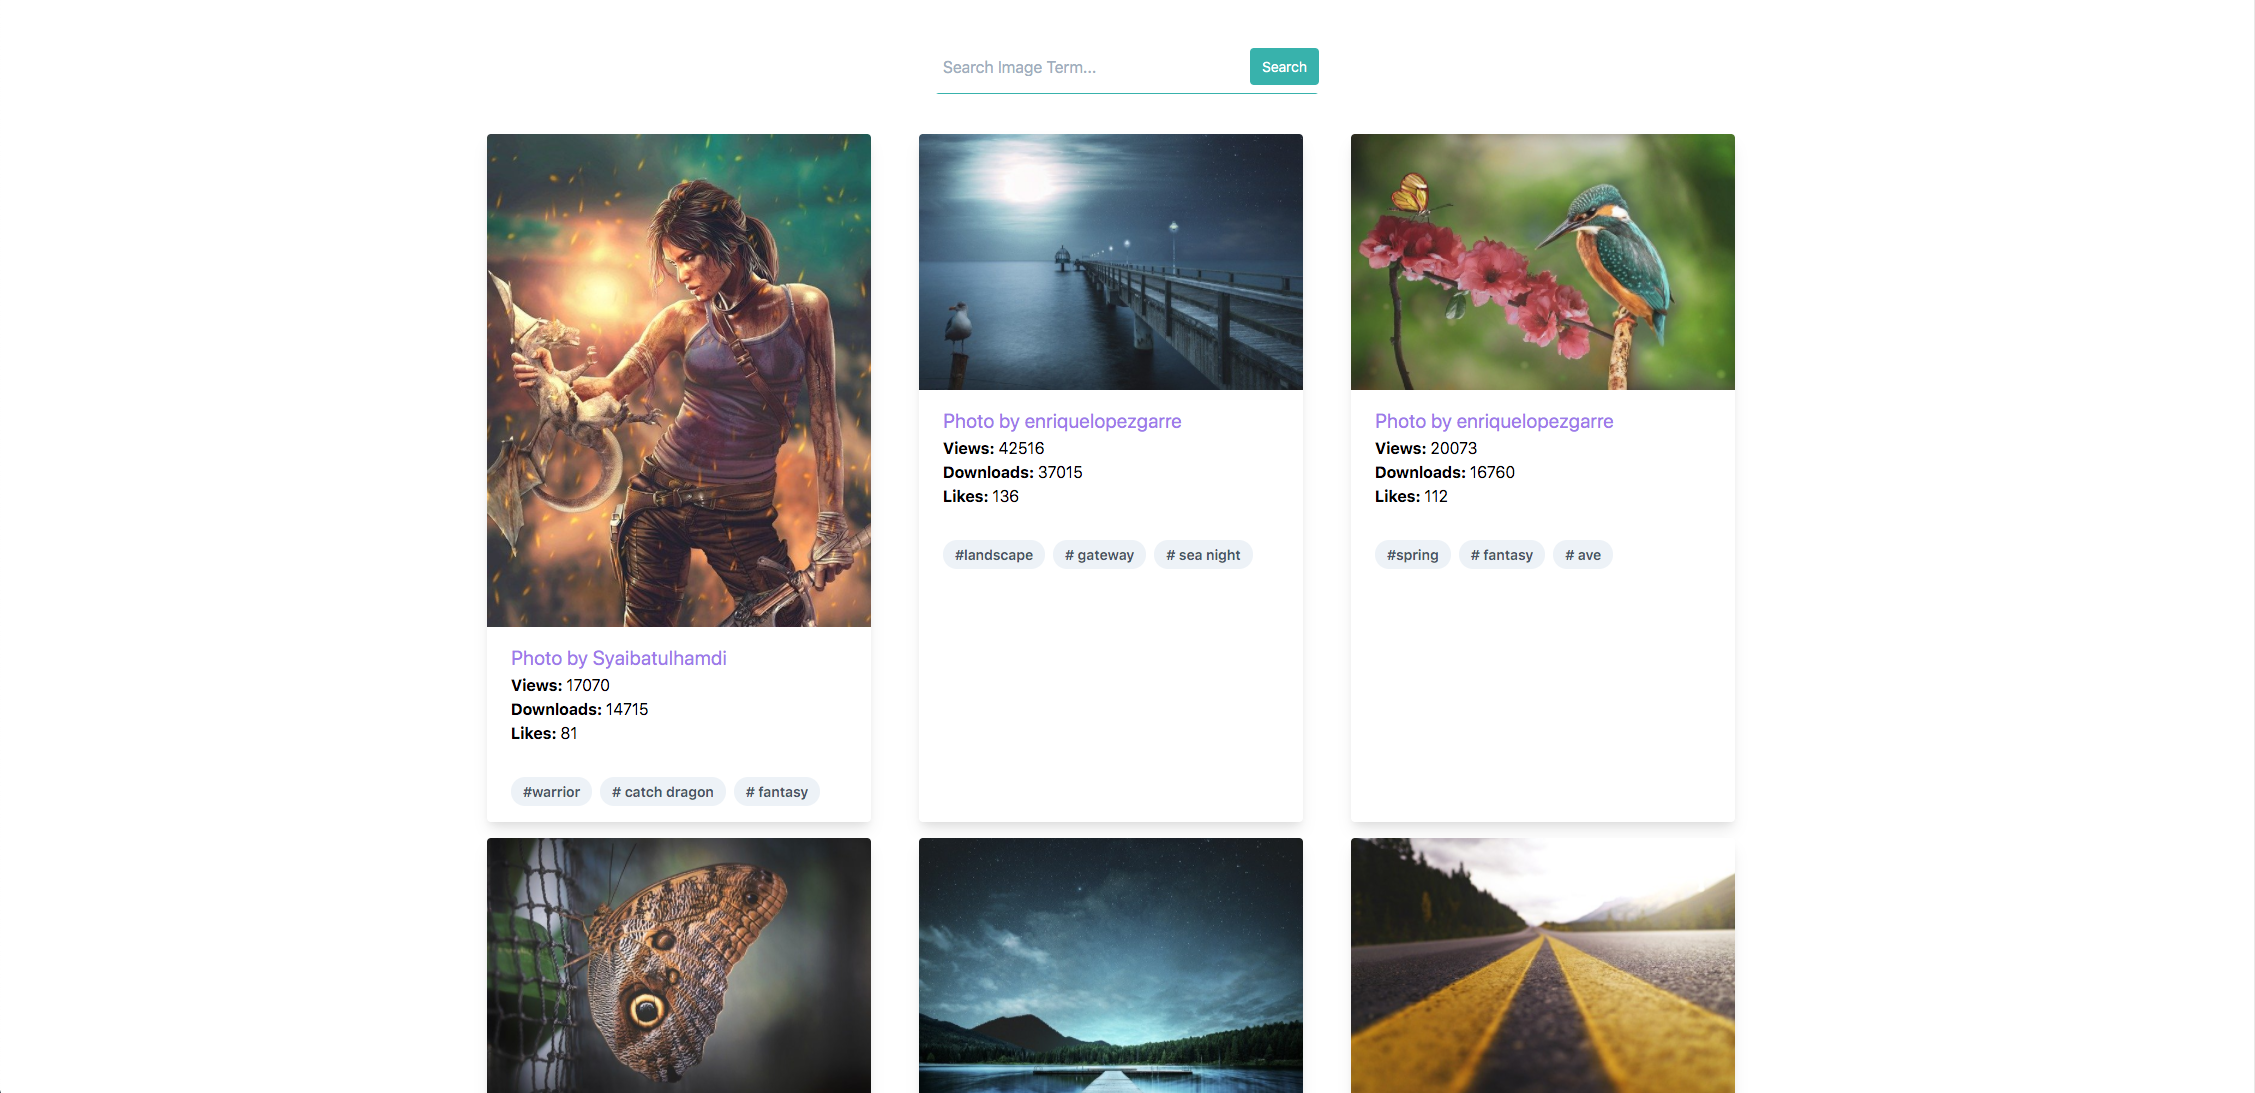 Search Image Term...
Search
Photo by Syaibatulhamdi
Views: 17070
Downloads: 14715
Likes: 81
#warrior
# catch dragon
# fantasy
Photo by enriquelopezgarre
Views: 42516
Downloads: 37015
Likes: 136
#landscape
# gateway
# sea night
Photo by enriquelopezgarre
Views: 20073
Downloads: 16760
Likes: 112
#spring
# fantasy
# ave